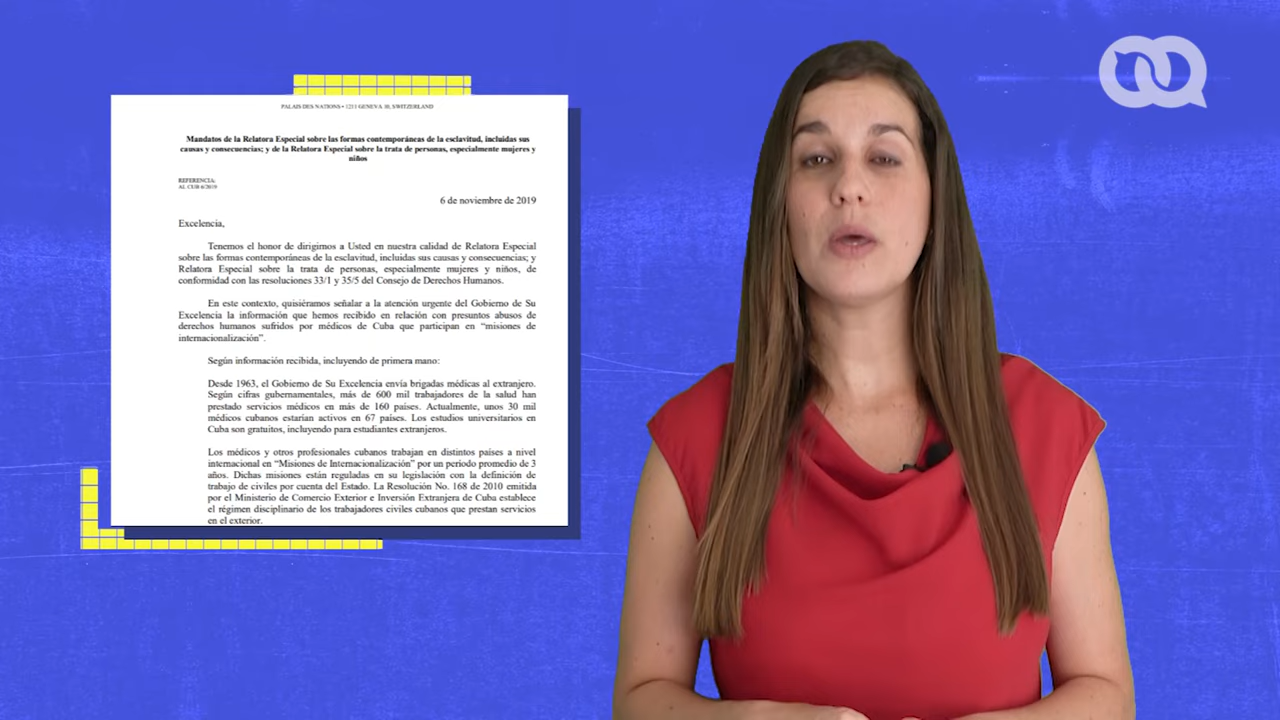 PALAIS DES NATIONS • 1211 GENEVA 10, SWITZERLAND
Mandatos de la Relatora Especial sobre las formas contemporáneas de la esclavitud, incluidas sus
causas y consecuencias; y de la Relatora Especial sobre la trata de personas, especialmente mujeres y
niños
REFERENCIA:
AL CUB 6/2019
6 de noviembre de 2019
Excelencia,
Tenemos el honor de dirigirnos a Usted en nuestra calidad de Relatora Especial
sobre las formas contemporáneas de la esclavitud, incluidas sus causas y consecuencias; y
Relatora Especial sobre la trata de personas, especialmente mujeres y niños, de
conformidad con las resoluciones 33/1 y 35/5 del Consejo de Derechos Humanos.
En este contexto, quisiéramos señalar a la atención urgente del Gobierno de Su
Excelencia la información que hemos recibido en relación con presuntos abusos de
derechos humanos sufridos por médicos de Cuba que participan en “misiones de
internacionalización”.
Según información recibida, incluyendo de primera mano:
Desde 1963, el Gobierno de Su Excelencia envía brigadas médicas al extranjero.
Según cifras gubernamentales, más de 600 mil trabajadores de la salud han
prestado servicios médicos en más de 160 países. Actualmente, unos 30 mil
médicos cubanos estarían activos en 67 países. Los estudios universitarios en
Cuba son gratuitos, incluyendo para estudiantes extranjeros.
Los médicos y otros profesionales cubanos trabajan en distintos países a nivel
internacional en “Misiones de Internacionalización” por un periodo promedio de 3
años. Dichas misiones están reguladas en su legislación con la definición de
trabajo de civiles por cuenta del Estado. La Resolución No. 168 de 2010 emitida
por el Ministerio de Comercio Exterior e Inversión Extranjera de Cuba establece
el régimen disciplinario de los trabajadores civiles cubanos que prestan servicios
en el exterior.